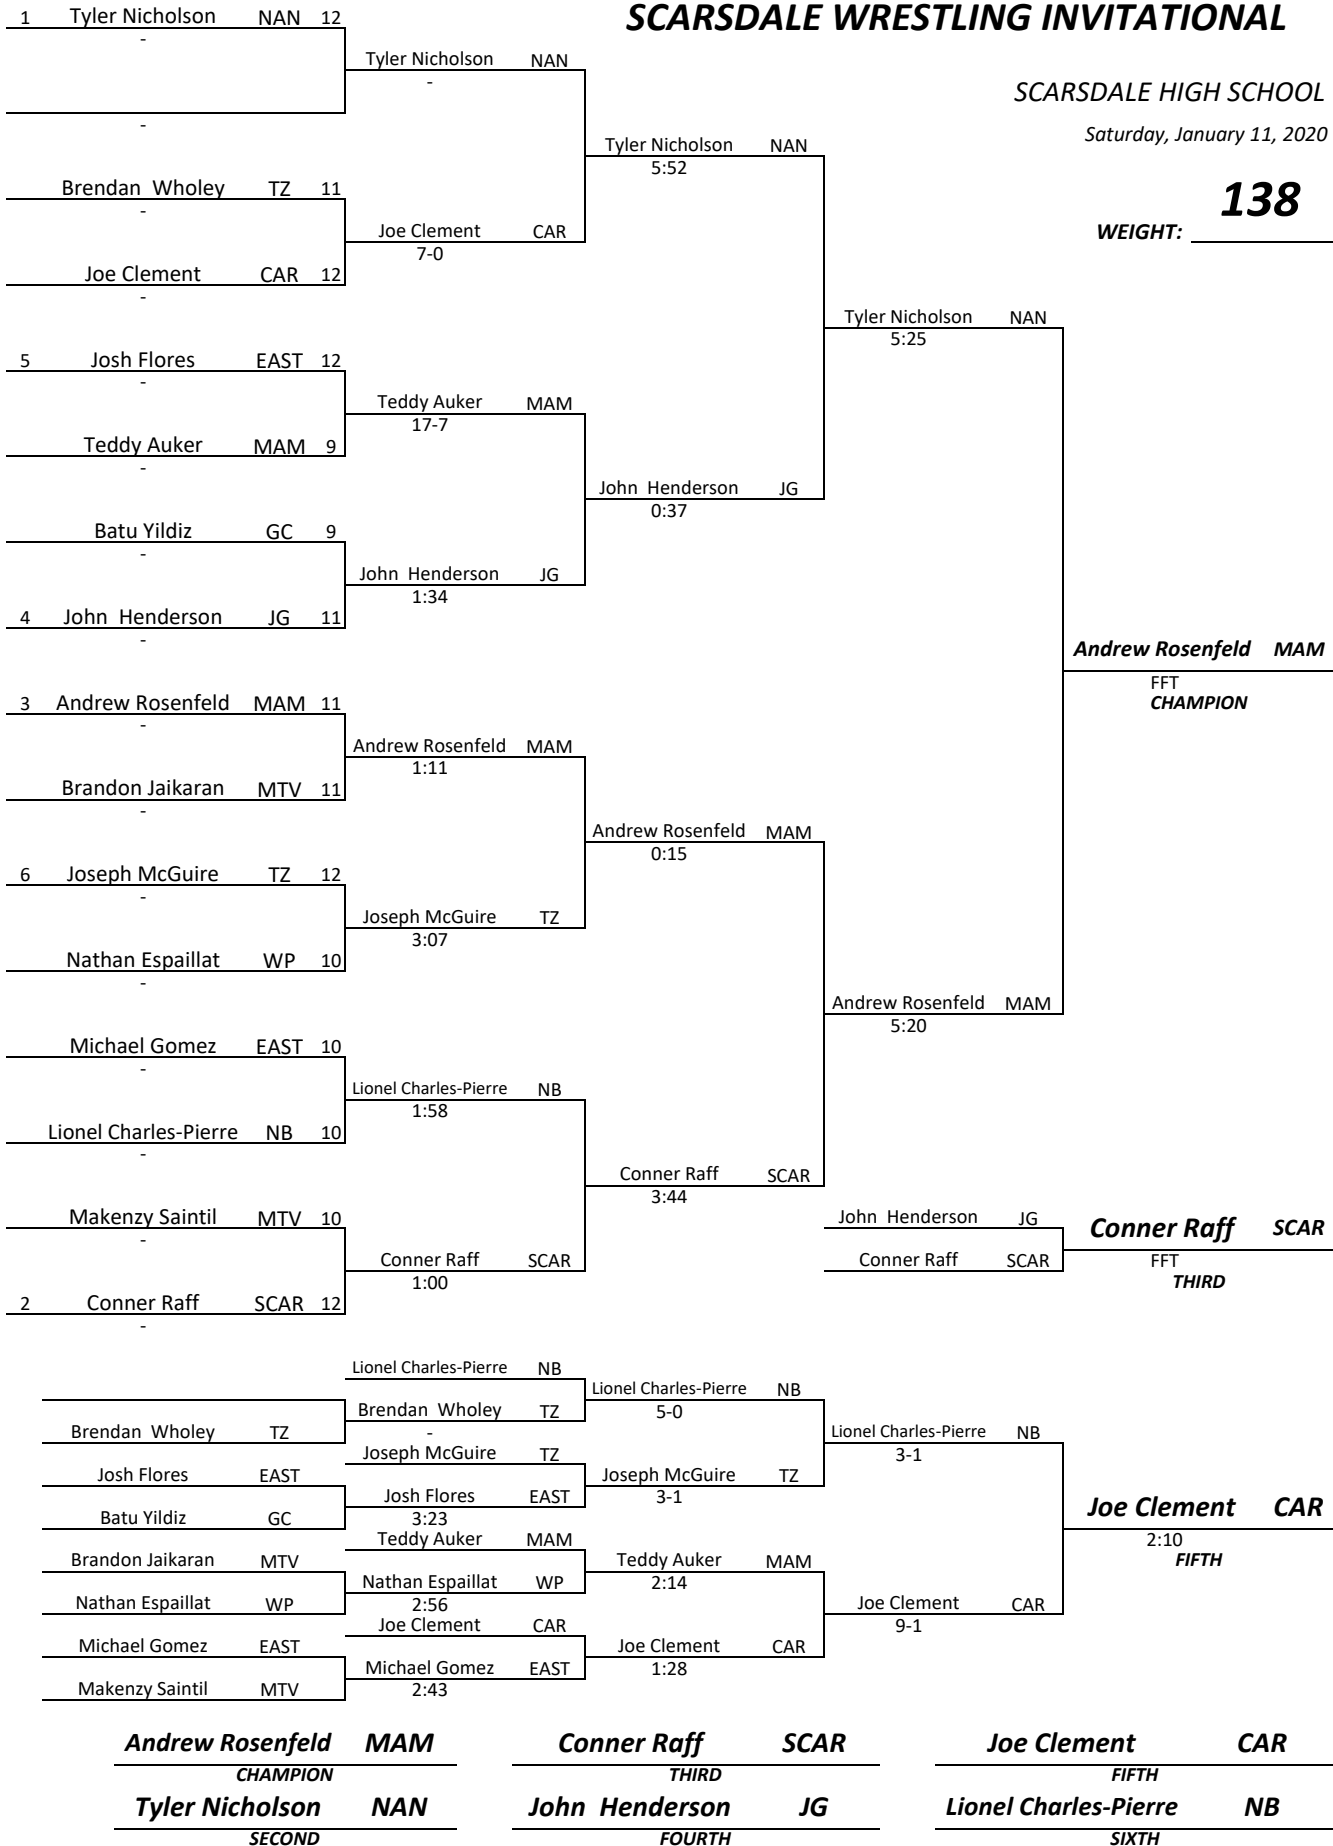 SCARSDALE WRESTLING INVITATIONAL
SCARSDALE HIGH SCHOOL
Saturday, January 11, 2020
WEIGHT: 138
1 Tyler Nicholson NAN 12
-
-
Brendan Wholey TZ 11
-
Joe Clement CAR 12
-
5 Josh Flores EAST 12
-
Teddy Auker MAM 9
-
Batu Yildiz GC 9
-
4 John Henderson JG 11
-
3 Andrew Rosenfeld MAM 11
-
Brandon Jaikaran MTV 11
-
6 Joseph McGuire TZ 12
-
Nathan Espaillat WP 10
-
Michael Gomez EAST 10
-
Lionel Charles-Pierre NB 10
-
Makenzy Saintil MTV 10
-
2 Conner Raff SCAR 12
-
Tyler Nicholson NAN
-
Joe Clement CAR
7-0
Teddy Auker MAM
17-7
John Henderson JG
1:34
Andrew Rosenfeld MAM
1:11
Joseph McGuire TZ
3:07
Lionel Charles-Pierre NB
1:58
Conner Raff SCAR
1:00
Tyler Nicholson NAN
5:52
John Henderson JG
0:37
Andrew Rosenfeld MAM
0:15
Conner Raff SCAR
3:44
Tyler Nicholson NAN
5:25
Andrew Rosenfeld MAM
5:20
Andrew Rosenfeld MAM
FFT
CHAMPION
John Henderson JG
Conner Raff SCAR
Conner Raff SCAR
FFT
THIRD
Brendan Wholey TZ
Josh Flores EAST
Batu Yildiz GC
Brandon Jaikaran MTV
Nathan Espaillat WP
Michael Gomez EAST
Makenzy Saintil MTV
Lionel Charles-Pierre NB
Brendan Wholey TZ
-
Joseph McGuire TZ
Josh Flores EAST
3:23
Teddy Auker MAM
Nathan Espaillat WP
2:56
Joe Clement CAR
Michael Gomez EAST
2:43
Lionel Charles-Pierre NB
5-0
Joseph McGuire TZ
3-1
Teddy Auker MAM
2:14
Joe Clement CAR
1:28
Lionel Charles-Pierre NB
3-1
Joe Clement CAR
9-1
Joe Clement CAR
2:10
FIFTH
Andrew Rosenfeld MAM
CHAMPION
Conner Raff SCAR
THIRD
Joe Clement CAR
FIFTH
Tyler Nicholson NAN
SECOND
John Henderson JG
FOURTH
Lionel Charles-Pierre NB
SIXTH